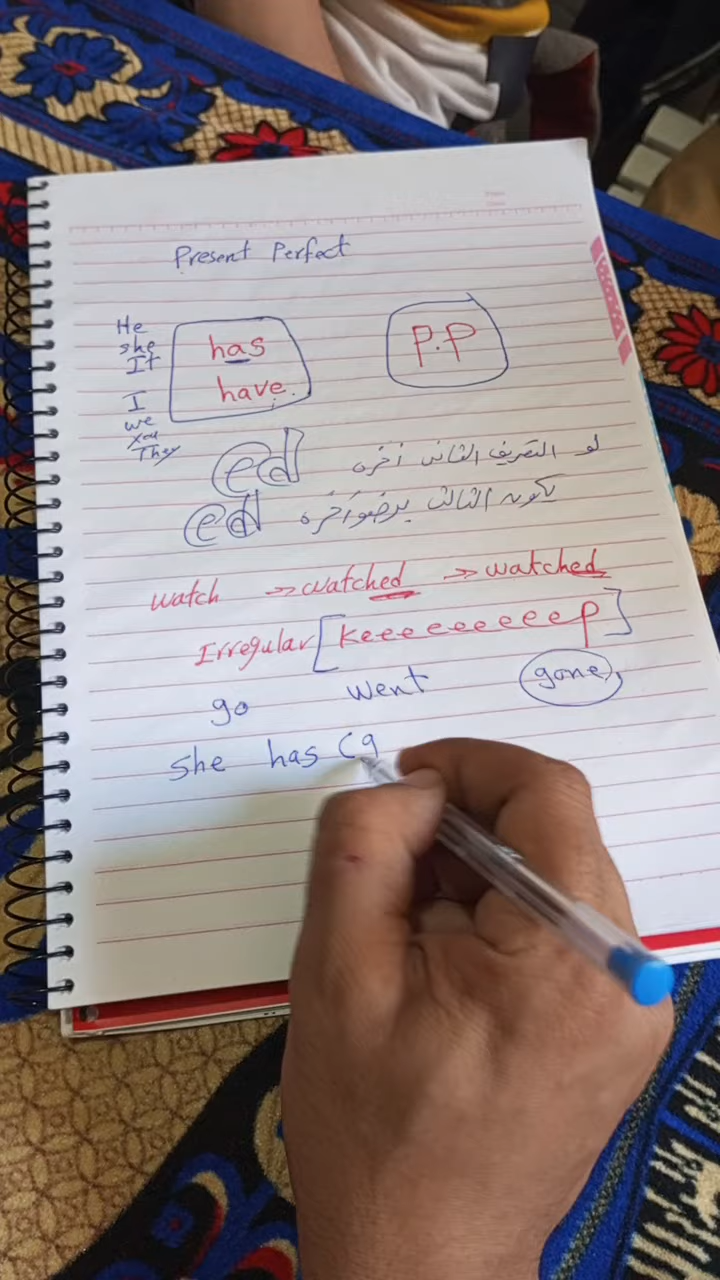 Present Perfect
He
she
It
has
P.P
have
I
we
You
They
ed لو التصريف الثاني آخره
ed يكون الثالث برضو آخره
watch → watched → watched
Irregular [keeeeeeeeep]
go went gone
she has (g